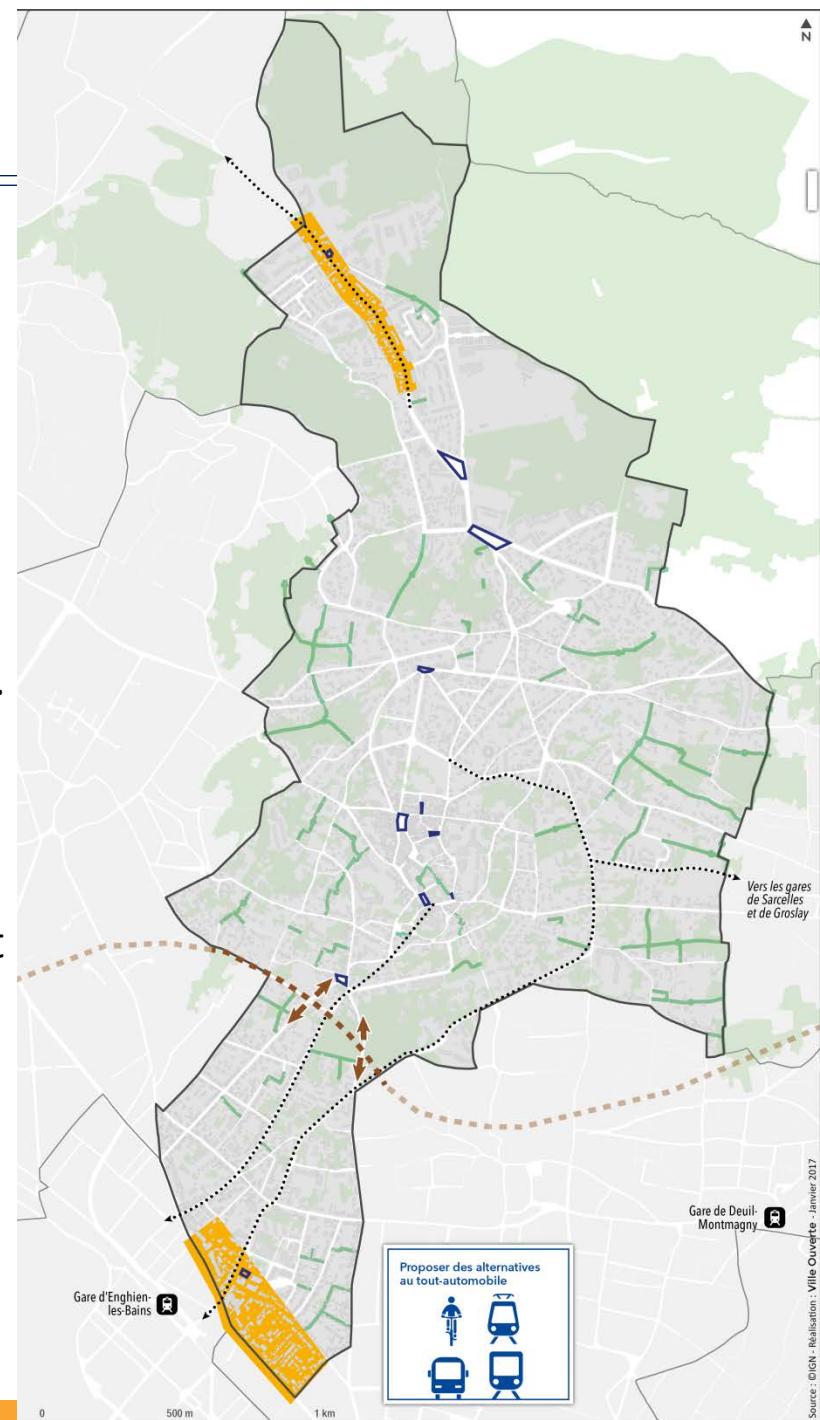 N
.
t
Vers les gares
de Sarcelles
et de Groslay
Gare de Deuil-
Montmagny
Gare d'Enghien-
les-Bains
Proposer des alternatives
au tout-automobile
0 500 m 1 km
Source : ©IGN - Réalisation : Ville Ouverte - Janvier 2017